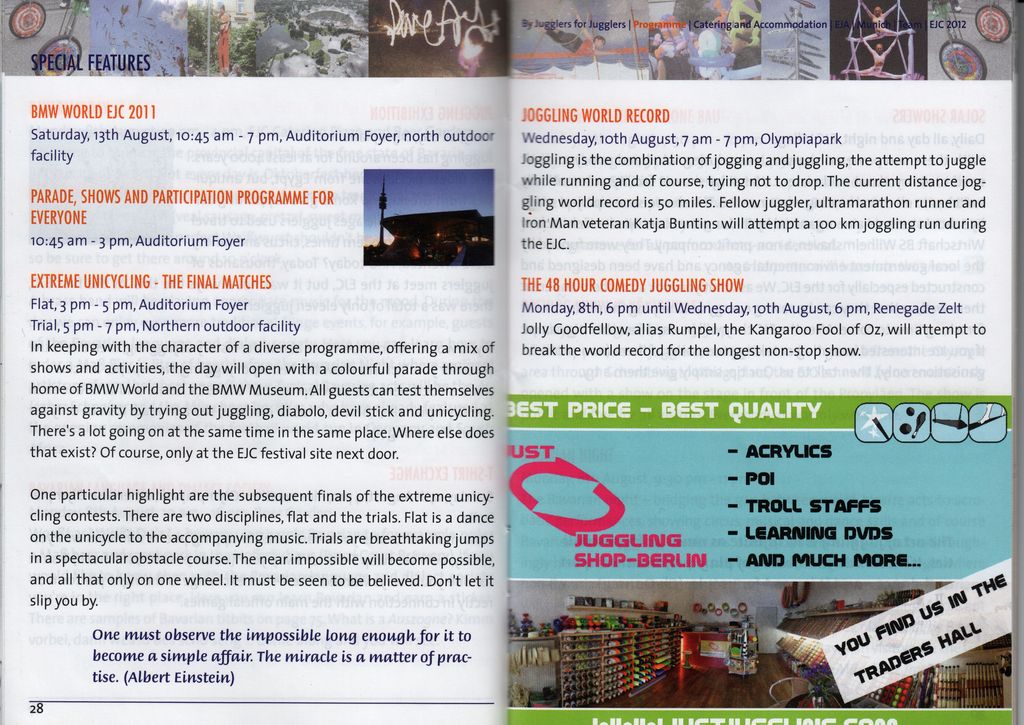 SPECIAL FEATURES
BMW WORLD EJC 2011
Saturday, 13th August, 10:45 am - 7 pm, Auditorium Foyer, north outdoor
facility
PARADE, SHOWS AND PARTICIPATION PROGRAMME FOR
EVERYONE
10:45 am - 3 pm, Auditorium Foyer
EXTREME UNICYCLING - THE FINAL MATCHES
Flat, 3 pm - 5 pm, Auditorium Foyer
Trial, 5 pm - 7 pm, Northern outdoor facility
In keeping with the character of a diverse programme, offering a mix of
shows and activities, the day will open with a colourful parade through
home of BMW World and the BMW Museum. All guests can test themselves
against gravity by trying out juggling, diabolo, devil stick and unicycling.
There's a lot going on at the same time in the same place. Where else does
that exist? Of course, only at the EJC festival site next door.
One particular highlight are the subsequent finals of the extreme unicy-
cling contests. There are two disciplines, flat and the trials. Flat is a dance
on the unicycle to the accompanying music. Trials are breathtaking jumps
in a spectacular obstacle course. The near impossible will become possible,
and all that only on one wheel. It must be seen to be believed. Don't let it
slip you by.
One must observe the impossible long enough for it to
become a simple affair. The miracle is a matter of prac-
tise. (Albert Einstein)
28
By Jugglers for Jugglers | Programme | Catering and Accommodation | EJA | Munich | Team | EJC 2012
JOGGLING WORLD RECORD
Wednesday, 10th August, 7 am - 7 pm, Olympiapark
Joggling is the combination of jogging and juggling, the attempt to juggle
while running and of course, trying not to drop. The current distance jog-
gling world record is 50 miles. Fellow juggler, ultramarathon runner and
Iron Man veteran Katja Buntins will attempt a 100 km joggling run during
the EJC.
THE 48 HOUR COMEDY JUGGLING SHOW
Monday, 8th, 6 pm until Wednesday, 10th August, 6 pm, Renegade Zelt
Jolly Goodfellow, alias Rumpel, the Kangaroo Fool of Oz, will attempt to
break the world record for the longest non-stop show.
BEST PRICE - BEST QUALITY
JUST
JUGGLING
SHOP-BERLIN
- ACRYLICS
- POI
- TROLL STAFFS
- LEARNING DVDS
- AND MUCH MORE...
YOU FIND US IN THE
TRADERS HALL